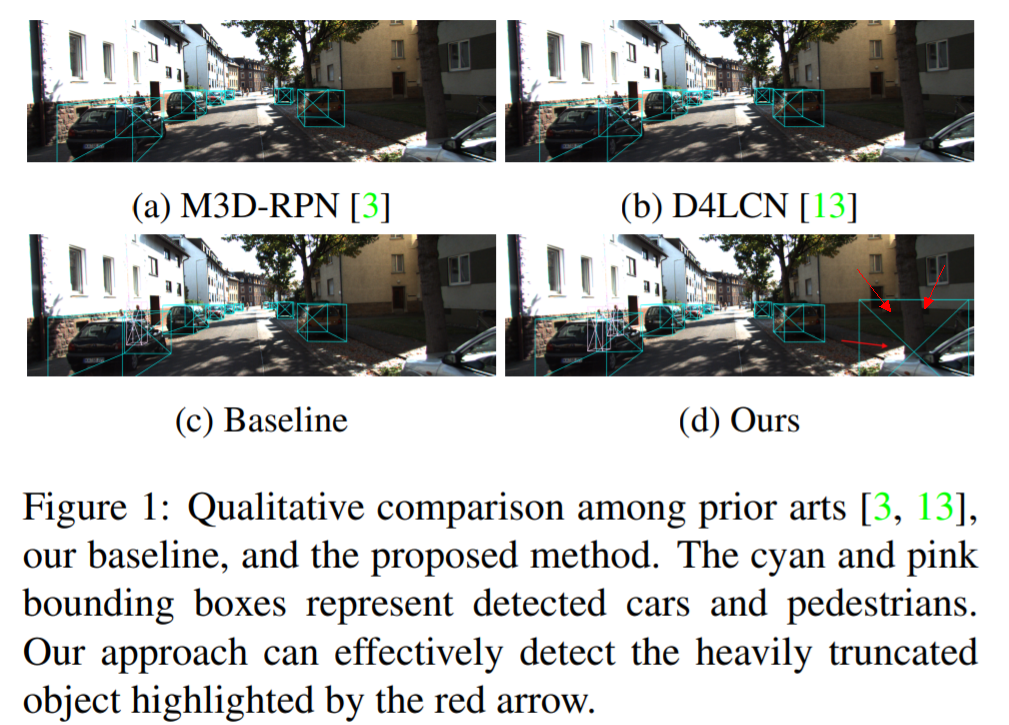 (a) M3D-RPN [3]
(b) D4LCN [13]
(c) Baseline
(d) Ours
Figure 1: Qualitative comparison among prior arts [3, 13],
our baseline, and the proposed method. The cyan and pink
bounding boxes represent detected cars and pedestrians.
Our approach can effectively detect the heavily truncated
object highlighted by the red arrow.